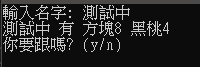 輸入名字: 測試中
測試中 有 方塊8 黑桃4
你要跟嗎? (y/n)